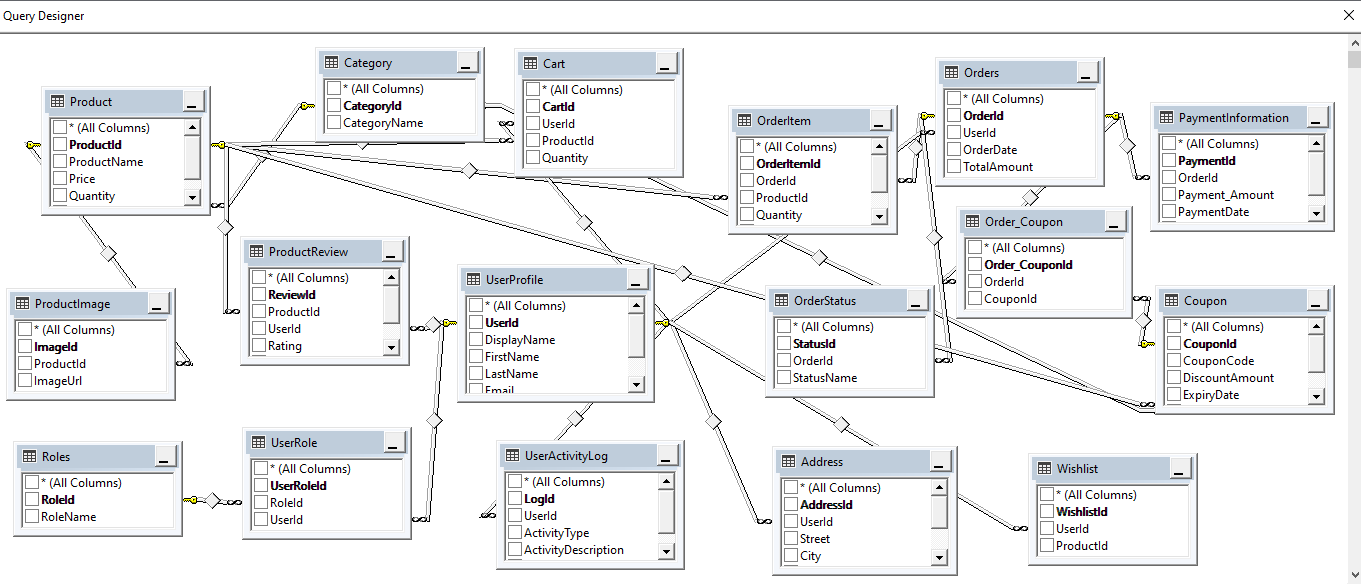 Query Designer
Product
* (All Columns)
ProductId
ProductName
Price
Quantity
Category
* (All Columns)
CategoryId
CategoryName
Cart
* (All Columns)
CartId
UserId
ProductId
Quantity
OrderItem
* (All Columns)
OrderItemId
OrderId
ProductId
Quantity
Orders
* (All Columns)
OrderId
UserId
OrderDate
TotalAmount
PaymentInformation
* (All Columns)
PaymentId
OrderId
Payment_Amount
PaymentDate
ProductReview
* (All Columns)
ReviewId
ProductId
UserId
Rating
Order_Coupon
* (All Columns)
Order_CouponId
OrderId
CouponId
ProductImage
* (All Columns)
ImageId
ProductId
ImageUrl
UserProfile
* (All Columns)
UserId
DisplayName
FirstName
LastName
Email
OrderStatus
* (All Columns)
StatusId
OrderId
StatusName
Coupon
* (All Columns)
CouponId
CouponCode
DiscountAmount
ExpiryDate
Roles
* (All Columns)
RoleId
RoleName
UserRole
* (All Columns)
UserRoleId
RoleId
UserId
UserActivityLog
* (All Columns)
LogId
UserId
ActivityType
ActivityDescription
Address
* (All Columns)
AddressId
UserId
Street
City
Wishlist
* (All Columns)
WishlistId
UserId
ProductId